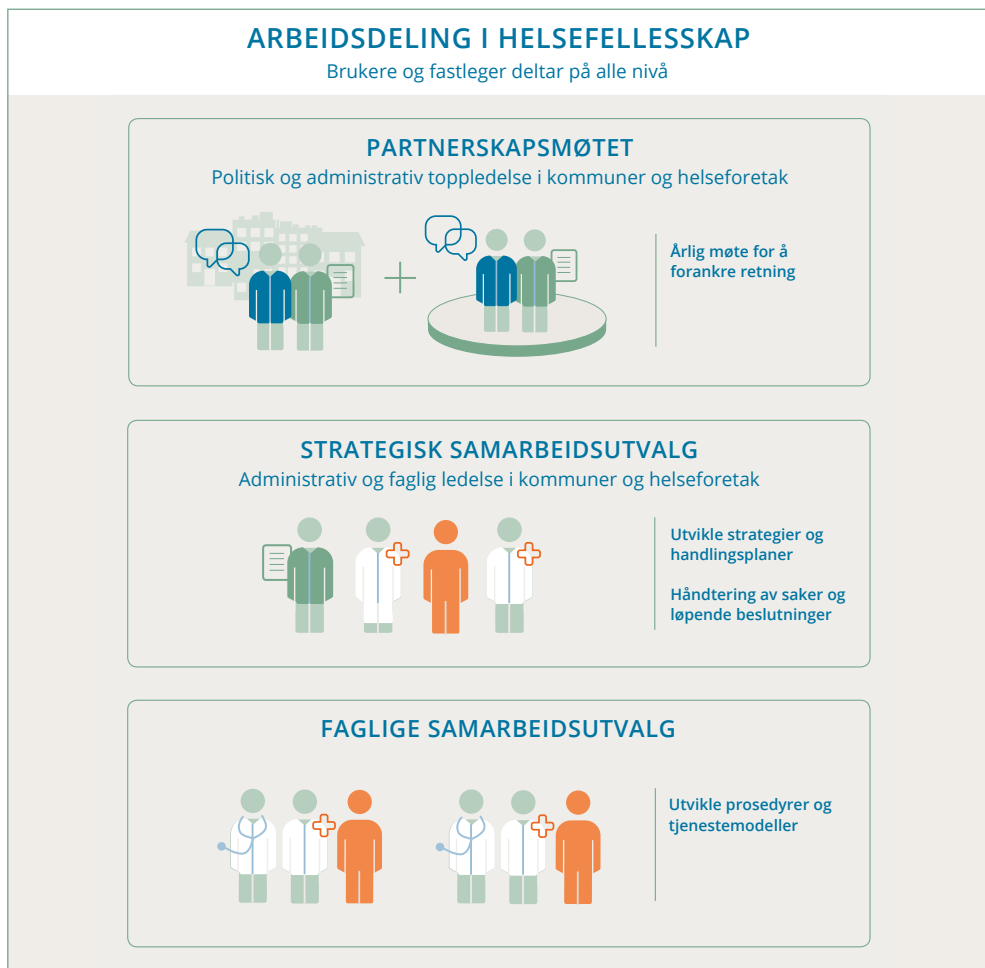 ARBEIDSDELING I HELSEFELLESSKAP
Brukere og fastleger deltar på alle nivå
PARTNERSKAPSMØTET
Politisk og administrativ toppledelse i kommuner og helseforetak
Årlig møte for å
forankre retning
STRATEGISK SAMARBEIDSUTVALG
Administrativ og faglig ledelse i kommuner og helseforetak
Utvikle strategier og
handlingsplaner
Håndtering av saker og
løpende beslutninger
FAGLIGE SAMARBEIDSUTVALG
Utvikle prosedyrer og
tjenestemodeller